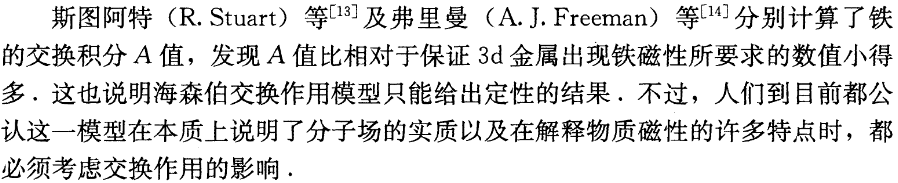 斯图阿特（R. Stuart）等[13]及弗里曼（A. J. Freeman）等[14]分别计算了铁
的交换积分 A 值，发现 A 值比相对于保证 3d 金属出现铁磁性所要求的数值小得
多．这也说明海森伯交换作用模型只能给出定性的结果．不过，人们到目前都公
认这一模型在本质上说明了分子场的实质以及在解释物质磁性的许多特点时，都
必须考虑交换作用的影响．